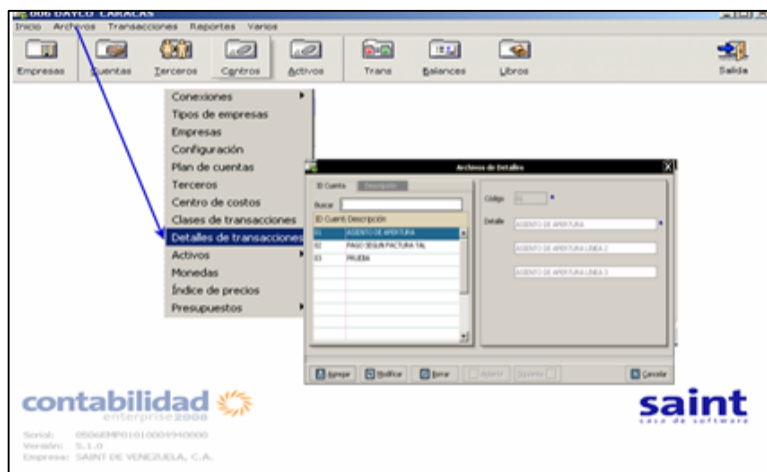 006 DAYCO CARACAS
Inicio Archivos Transacciones Reportes Varios
Empresas Cuentas Terceros Centros Activos Trans Balances Libros Salida
Conexiones
Tipos de empresas
Empresas
Configuración
Plan de cuentas
Terceros
Centro de costos
Clases de transacciones
Detalles de transacciones
Activos
Monedas
Índice de precios
Presupuestos
Archivos de Detalles
ID Cuenta Descripción
Buscar
ID Cuent Descripción
01 ASIENTO DE APERTURA
02 PAGO SEGUN FACTURA TAL
03 PRUEBA
Código 01
Detalle ASIENTO DE APERTURA
ASIENTO DE APERTURA LINEA 2
ASIENTO DE APERTURA LINEA 3
Agregar Modificar Borrar Anterior Siguiente Cancelar
contabilidad
enterprise2008
saint
casa de software
Serial:
Versión: 5.1.0
Empresa: SAINT DE VENEZUELA, C.A.